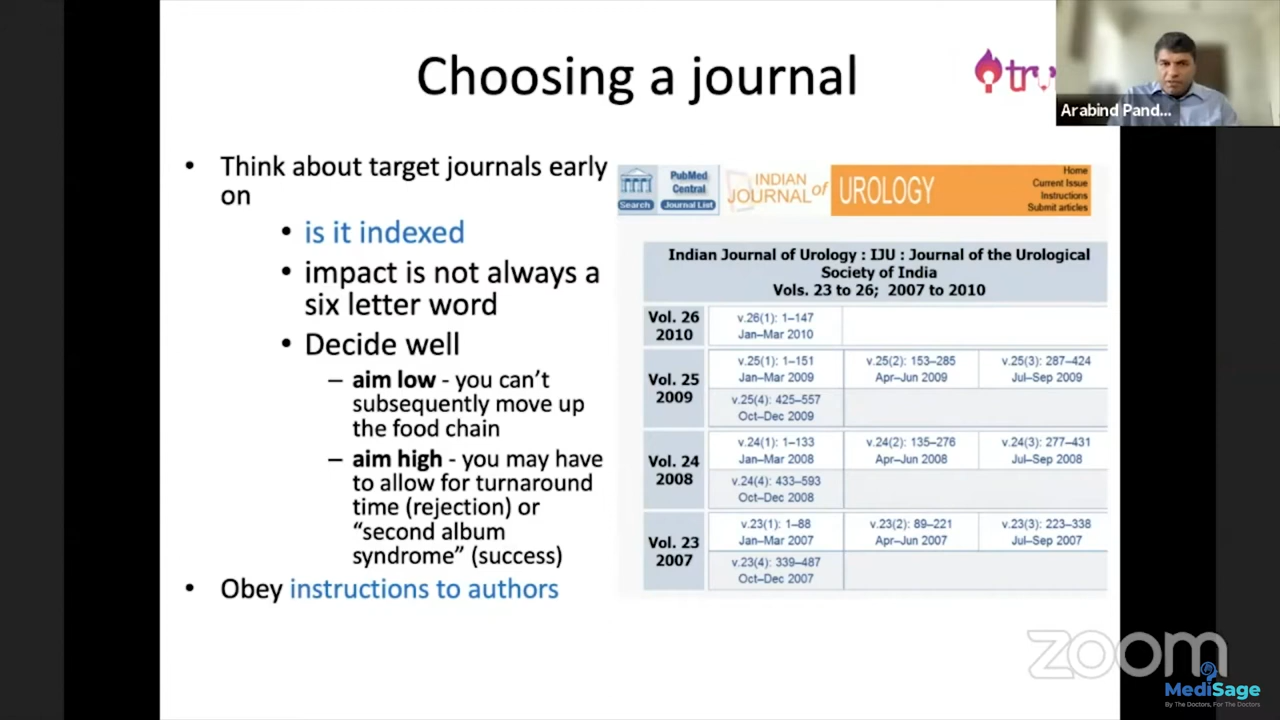 Choosing a journal
Arabind Pand...
• Think about target journals early
on
• is it indexed
• impact is not always a
six letter word
• Decide well
– aim low - you can't
subsequently move up
the food chain
– aim high - you may have
to allow for turnaround
time (rejection) or
“second album
syndrome” (success)
• Obey instructions to authors
Search
PubMed
Central
Journal List
INDIAN
JOURNAL of
UROLOGY
Home
Current Issue
Instructions
Submit articles
Indian Journal of Urology : IJU : Journal of the Urological
Society of India
Vols. 23 to 26; 2007 to 2010
Vol. 26
2010
v.26(1): 1–147
Jan–Mar 2010
Vol. 25
2009
v.25(1): 1–151
Jan–Mar 2009
v.25(2): 153–285
Apr–Jun 2009
v.25(3): 287–424
Jul–Sep 2009
v.25(4): 425–557
Oct–Dec 2009
Vol. 24
2008
v.24(1): 1–133
Jan–Mar 2008
v.24(2): 135–276
Apr–Jun 2008
v.24(3): 277–431
Jul–Sep 2008
v.24(4): 433–593
Oct–Dec 2008
Vol. 23
2007
v.23(1): 1–88
Jan–Mar 2007
v.23(2): 89–221
Apr–Jun 2007
v.23(3): 223–338
Jul–Sep 2007
v.23(4): 339–487
Oct–Dec 2007
zoom
MediSage
By The Doctors, For The Doctors